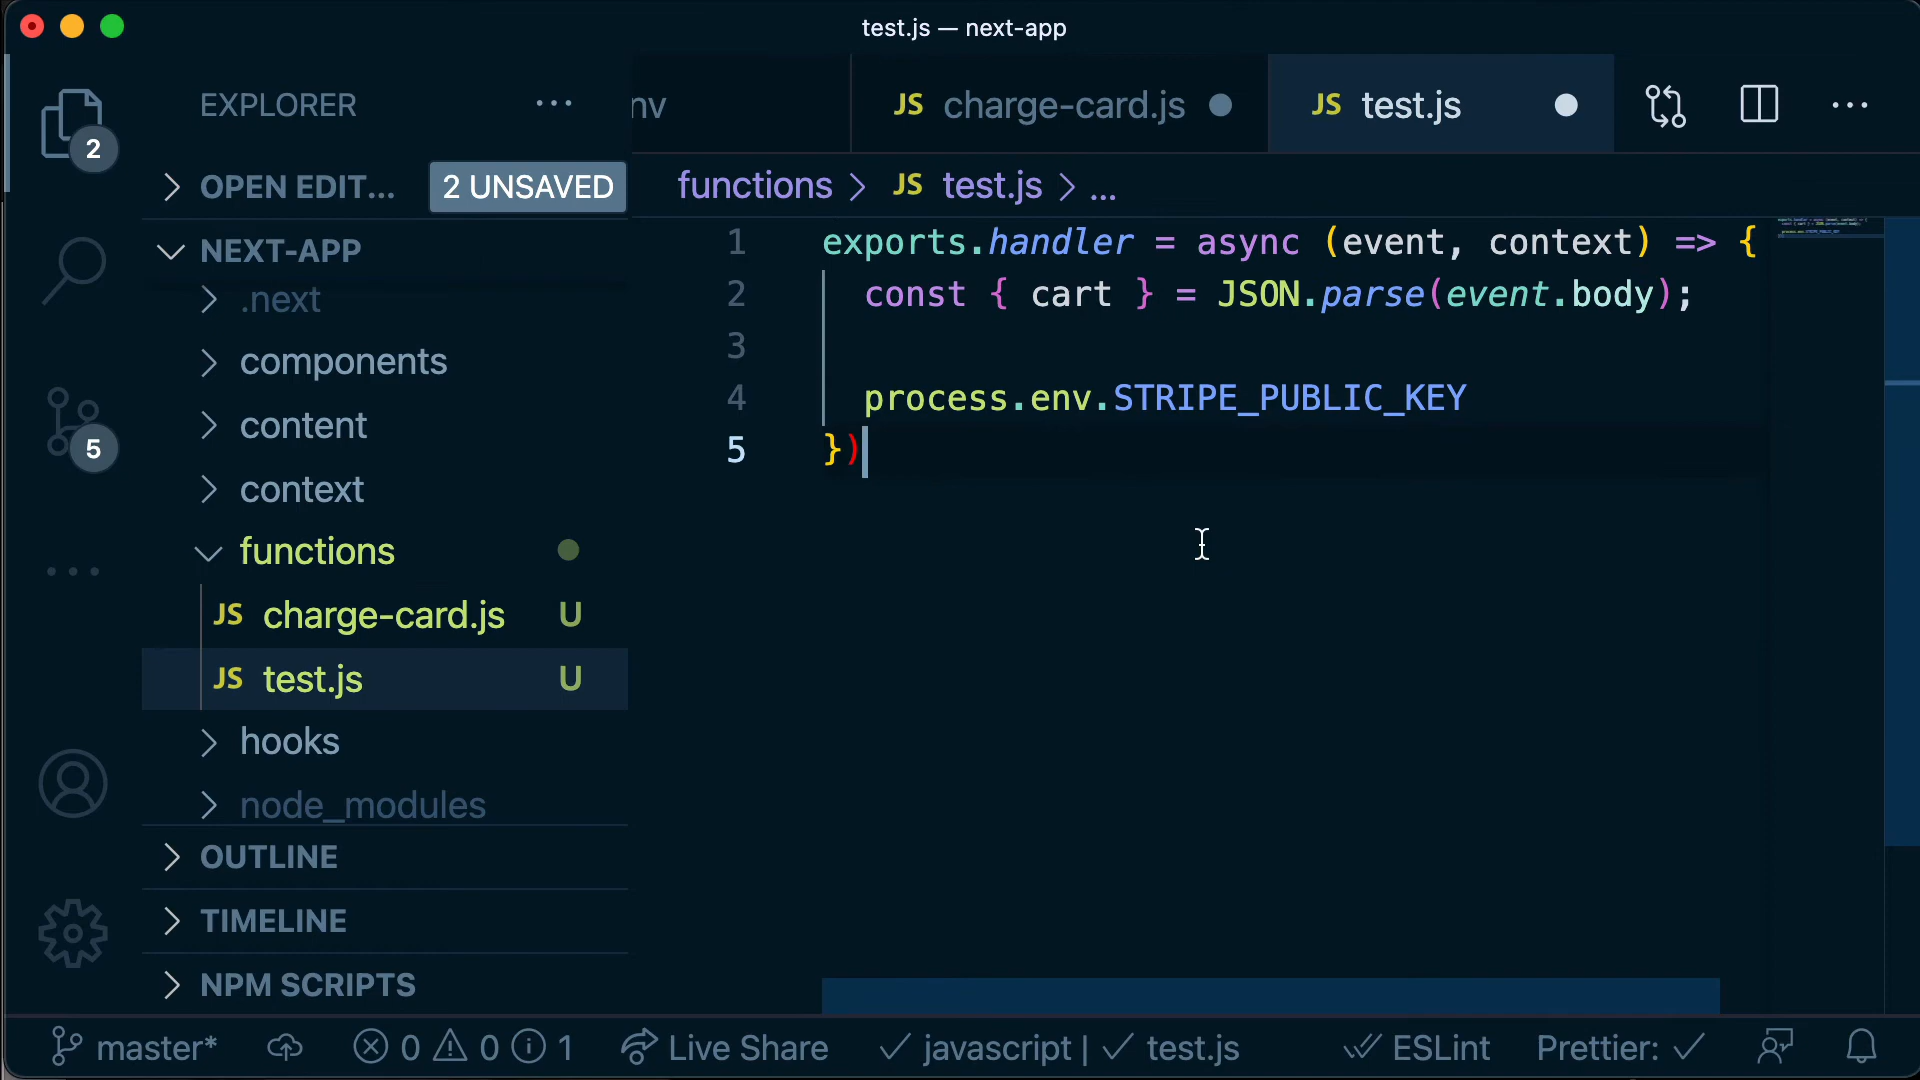 test.js — next-app
EXPLORER
nv
JS charge-card.js
JS test.js
2
OPEN EDIT... 2 UNSAVED
functions > JS test.js > ...
NEXT-APP
.next
components
content
context
functions
JS charge-card.js U
JS test.js U
hooks
node_modules
OUTLINE
TIMELINE
NPM SCRIPTS
5
1 exports.handler = async (event, context) => {
2 const { cart } = JSON.parse(event.body);
3
4 process.env.STRIPE_PUBLIC_KEY
5 })
master* 0 0 1 Live Share javascript | test.js ESLint Prettier: